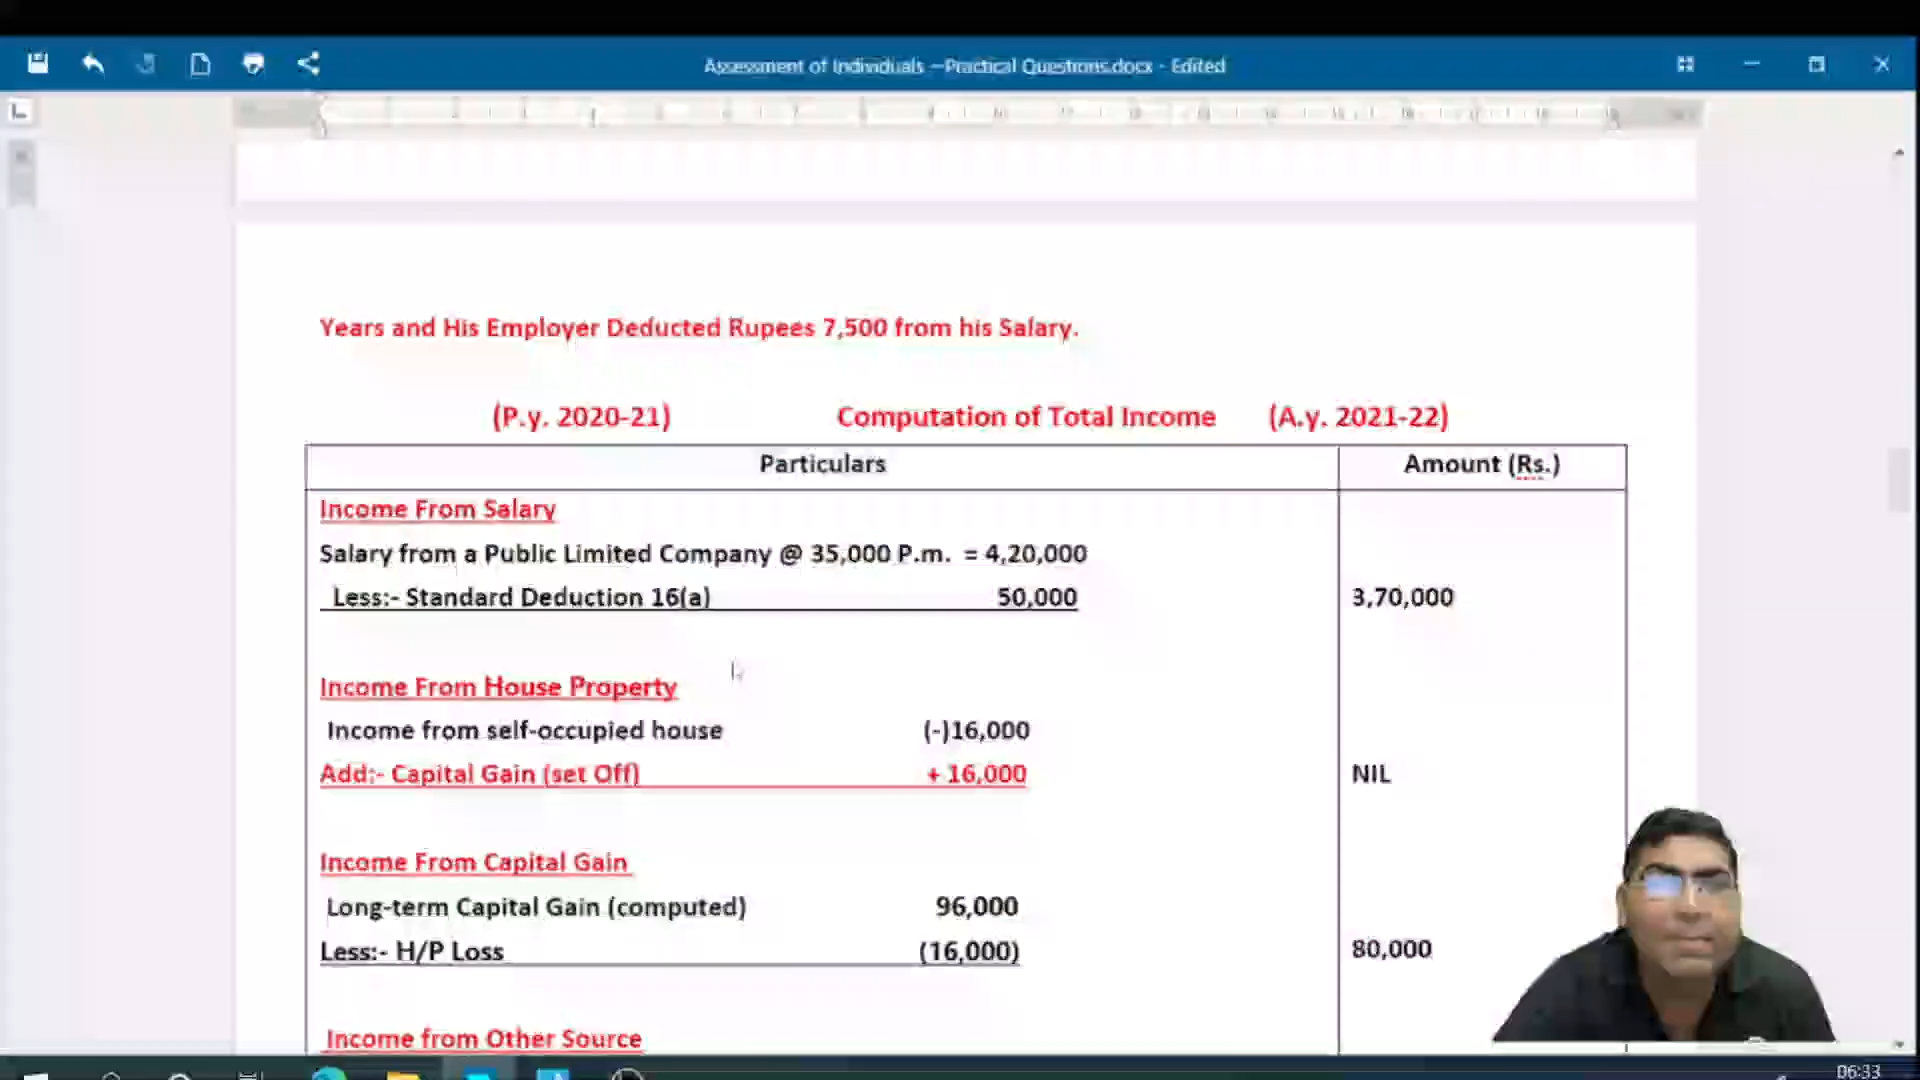 Assessment of Individuals –Practical Questions.docx - Edited
Years and His Employer Deducted Rupees 7,500 from his Salary.
(P.y. 2020-21) Computation of Total Income (A.y. 2021-22)
Particulars Amount (Rs.)
Income From Salary
Salary from a Public Limited Company @ 35,000 P.m. = 4,20,000
Less:- Standard Deduction 16(a) 50,000 3,70,000
Income From House Property
Income from self-occupied house (-)16,000
Add:- Capital Gain (set Off) + 16,000 NIL
Income From Capital Gain
Long-term Capital Gain (computed) 96,000
Less:- H/P Loss (16,000) 80,000
Income from Other Source
06:33